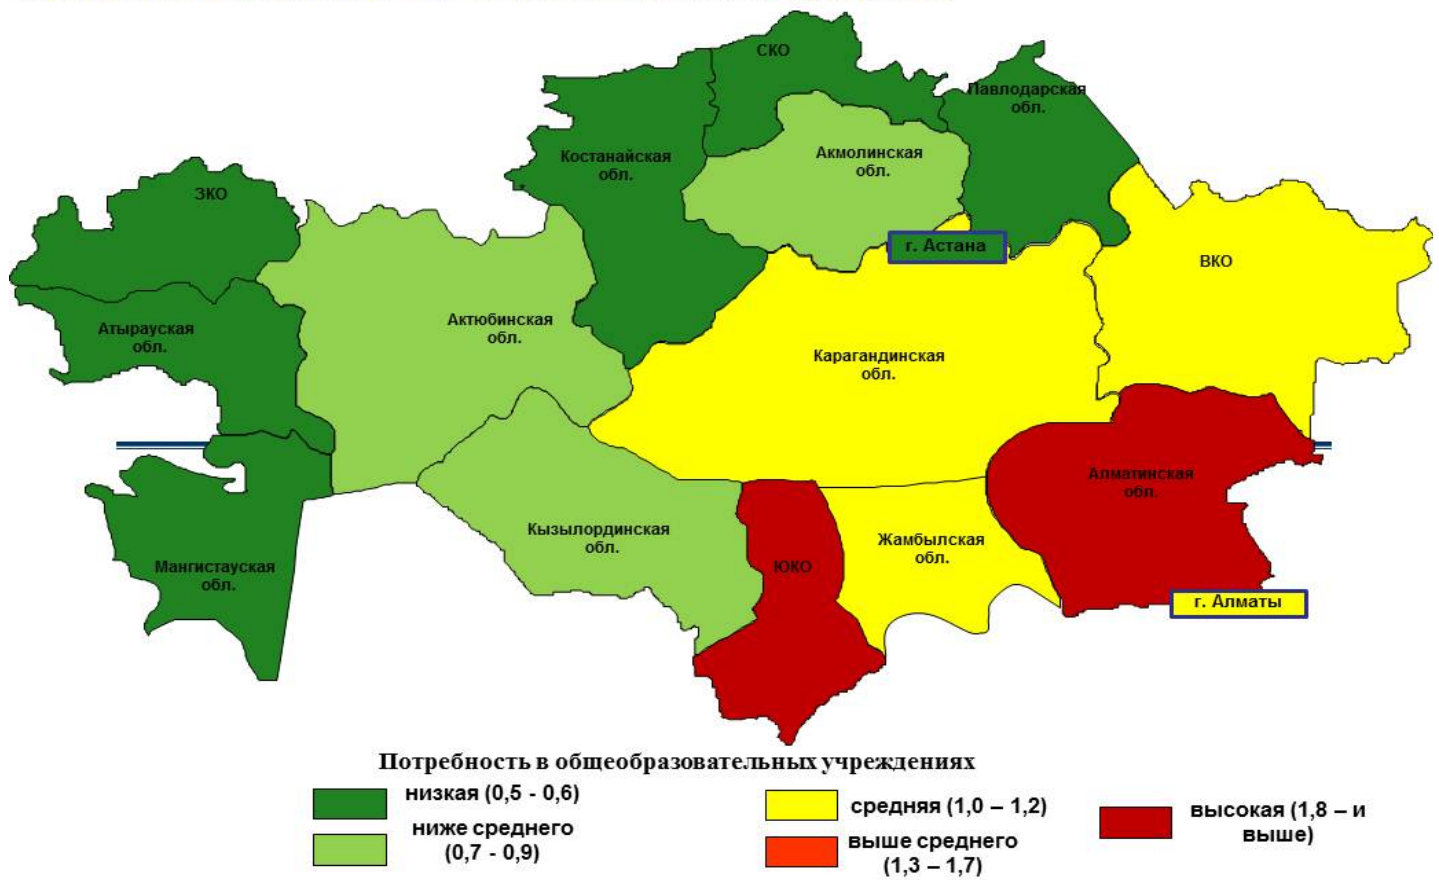 СКО
Павлодарская
обл.
Костанайская
обл.
Акмолинская
обл.
ЗКО
г. Астана
ВКО
Атырауская
обл.
Актюбинская
обл.
Карагандинская
обл.
Алматинская
обл.
Кызылординская
обл.
Жамбылская
обл.
Мангистауская
обл.
ЮКО
г. Алматы
Потребность в общеобразовательных учреждениях
низкая (0,5 - 0,6)
ниже среднего
(0,7 - 0,9)
средняя (1,0 – 1,2)
выше среднего
(1,3 – 1,7)
высокая (1,8 – и
выше)